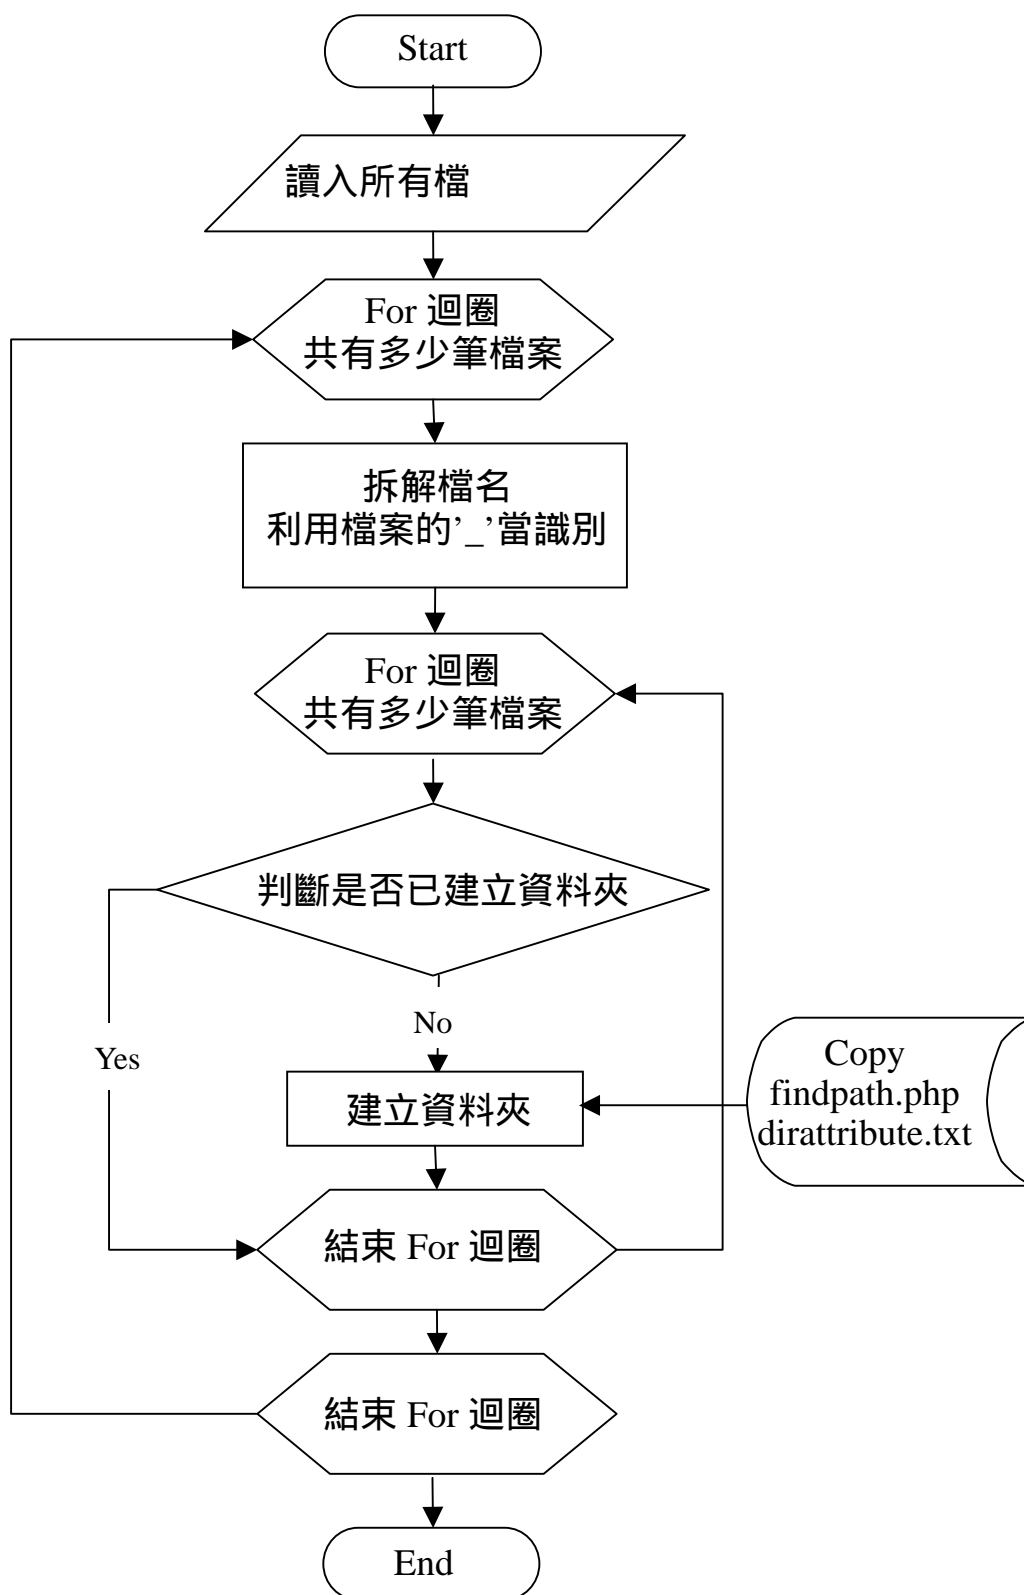 Start
讀入所有檔
For 迴圈
共有多少筆檔案
拆解檔名
利用檔案的’_’當識別
For 迴圈
共有多少筆檔案
判斷是否已建立資料夾
No
Yes
建立資料夾
Copy
findpath.php
dirattribute.txt
結束 For 迴圈
結束 For 迴圈
End